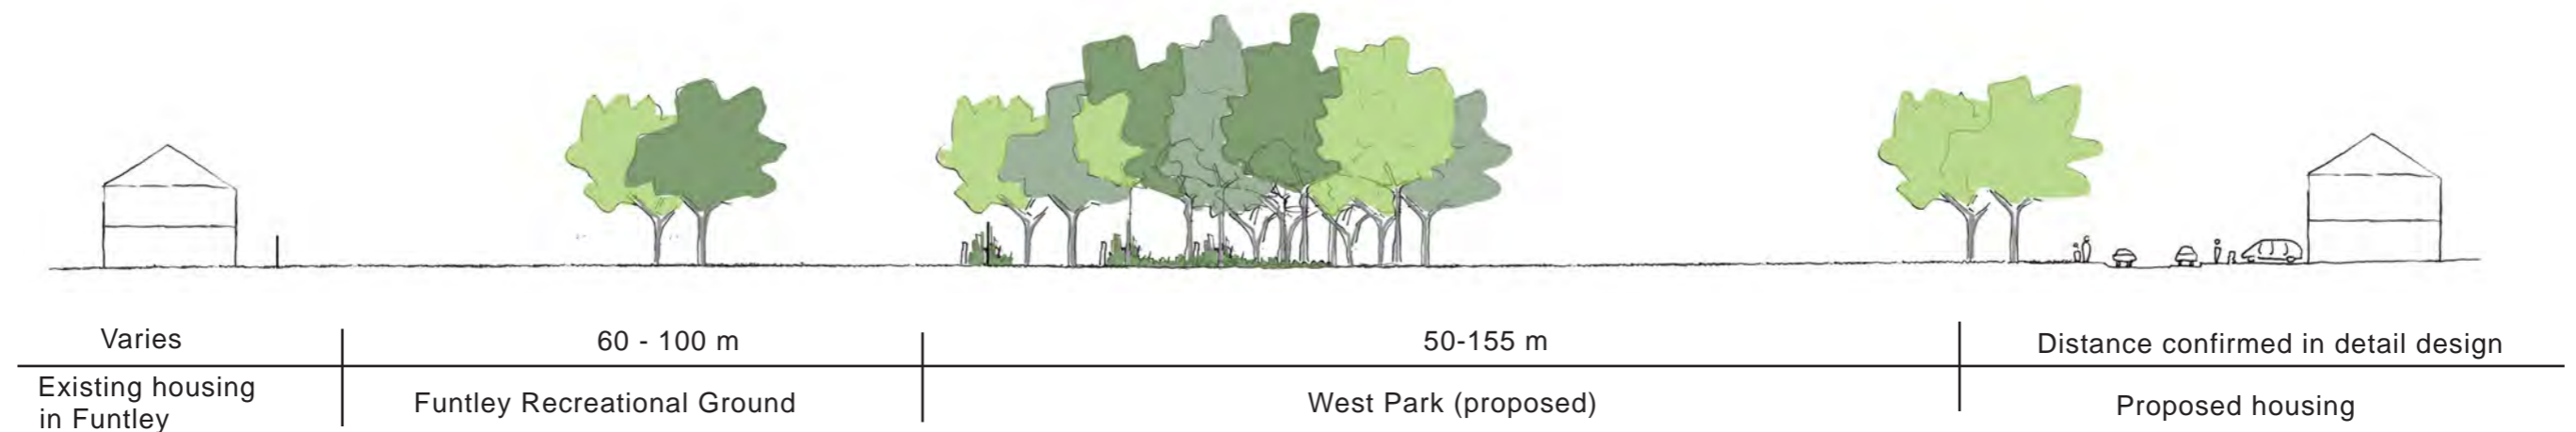 Varies
60 - 100 m
50-155 m
Distance confirmed in detail design
Existing housing
in Funtley
Funtley Recreational Ground
West Park (proposed)
Proposed housing